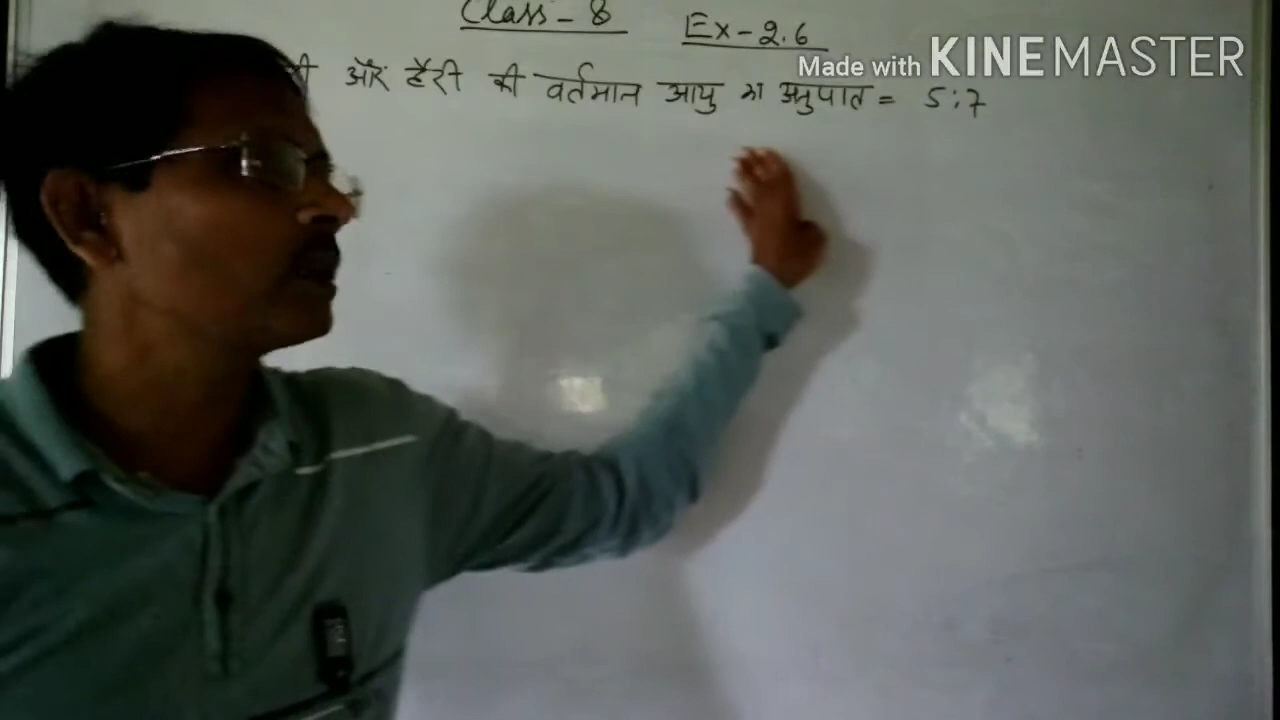 Class - 8 Ex - 2.6
Made with KINEMASTER
और हैरी की वर्तमान आयु का अनुपात = 5:7